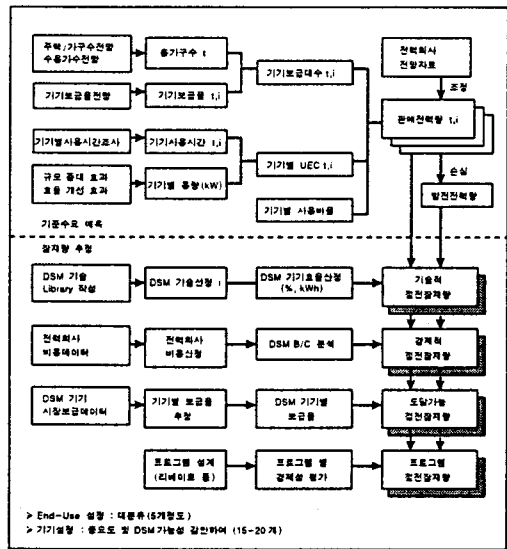 주택/가구수전망
수용가수전망
총가구수 t
기기보급율전망
기기보급율 t,i
기기보급대수 t,i
전력회사
전망자료
조정
판매전력량 t,i
기기별사용시간조사
기기사용시간 t,i
규모 증대 효과
효율 개선 효과
기기별 용량(kW)
기기별 UEC t,i
기기별 사용비율
손실
발전전력량
기준수요 예측
잠재량 추정
DSM 기술
Library 작성
DSM 기술선정 i
DSM 기기효율산정
(%, kWh)
기술적
절전잠재량
전력회사
비용데이터
전력회사
비용산정
DSM B/C 분석
경제적
절전잠재량
DSM 기기
시장보급데이터
기기별 보급율
추정
DSM 기기별
보급율
도달가능
절전잠재량
프로그램 설계
(리베이트 등)
프로그램 별
경제성 평가
프로그램
절전잠재량
> End-Use 설정 : 대분류(5개정도)
> 기기설정 : 중요도 및 DSM가능성 감안하여 (15-20개)